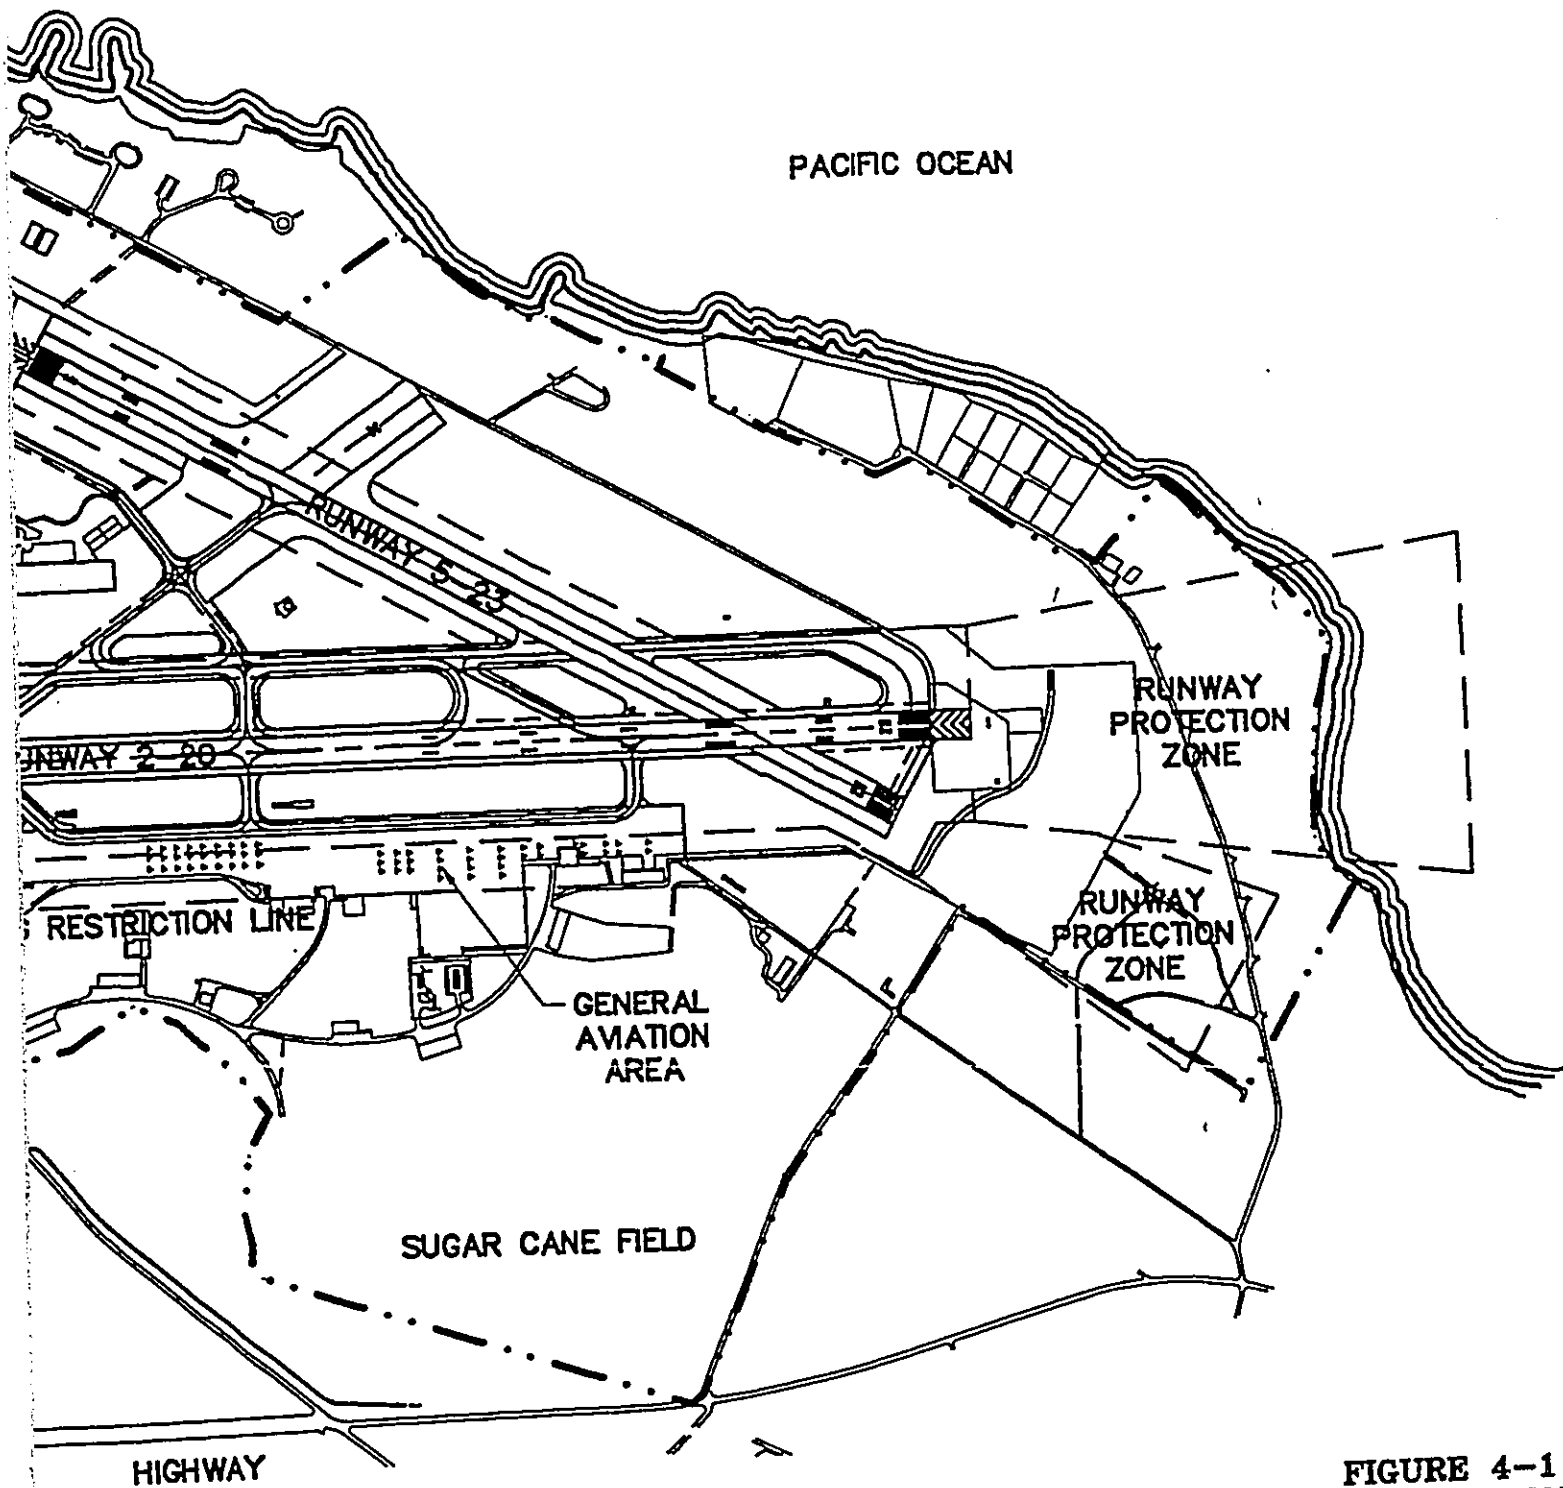 PACIFIC OCEAN
RUNWAY 5-23
RUNWAY
PROTECTION
ZONE
UNWAY 2-20
RESTRICTION LINE
RUNWAY
PROTECTION
ZONE
GENERAL
AVIATION
AREA
SUGAR CANE FIELD
HIGHWAY
FIGURE 4-1